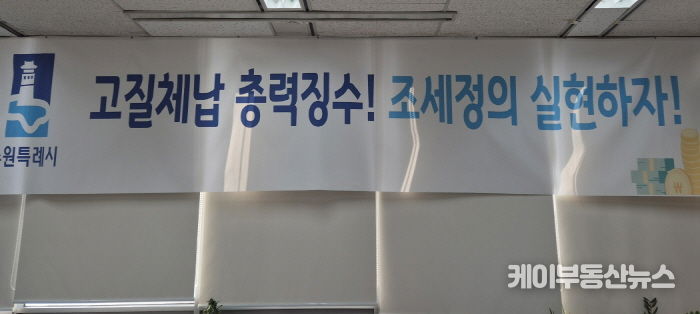 고질체납 총력징수! 조세정의 실현하자!
원특례시
₩
케이부동산뉴스